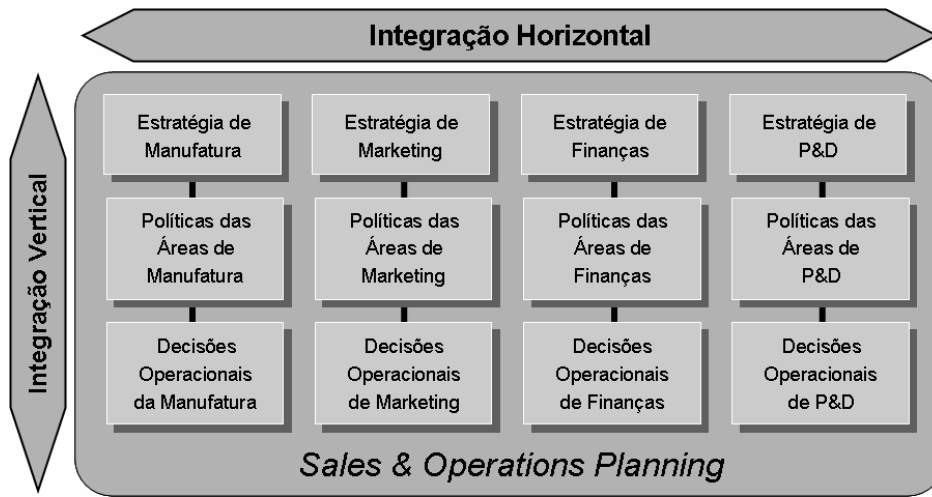 Integração Horizontal
Integração Vertical
Estratégia de
Manufatura
Estratégia de
Marketing
Estratégia de
Finanças
Estratégia de
P&D
Políticas das
Áreas de
Manufatura
Políticas das
Áreas de
Marketing
Políticas das
Áreas de
Finanças
Políticas das
Áreas de
P&D
Decisões
Operacionais
da Manufatura
Decisões
Operacionais
de Marketing
Decisões
Operacionais
de Finanças
Decisões
Operacionais
de P&D
Sales & Operations Planning